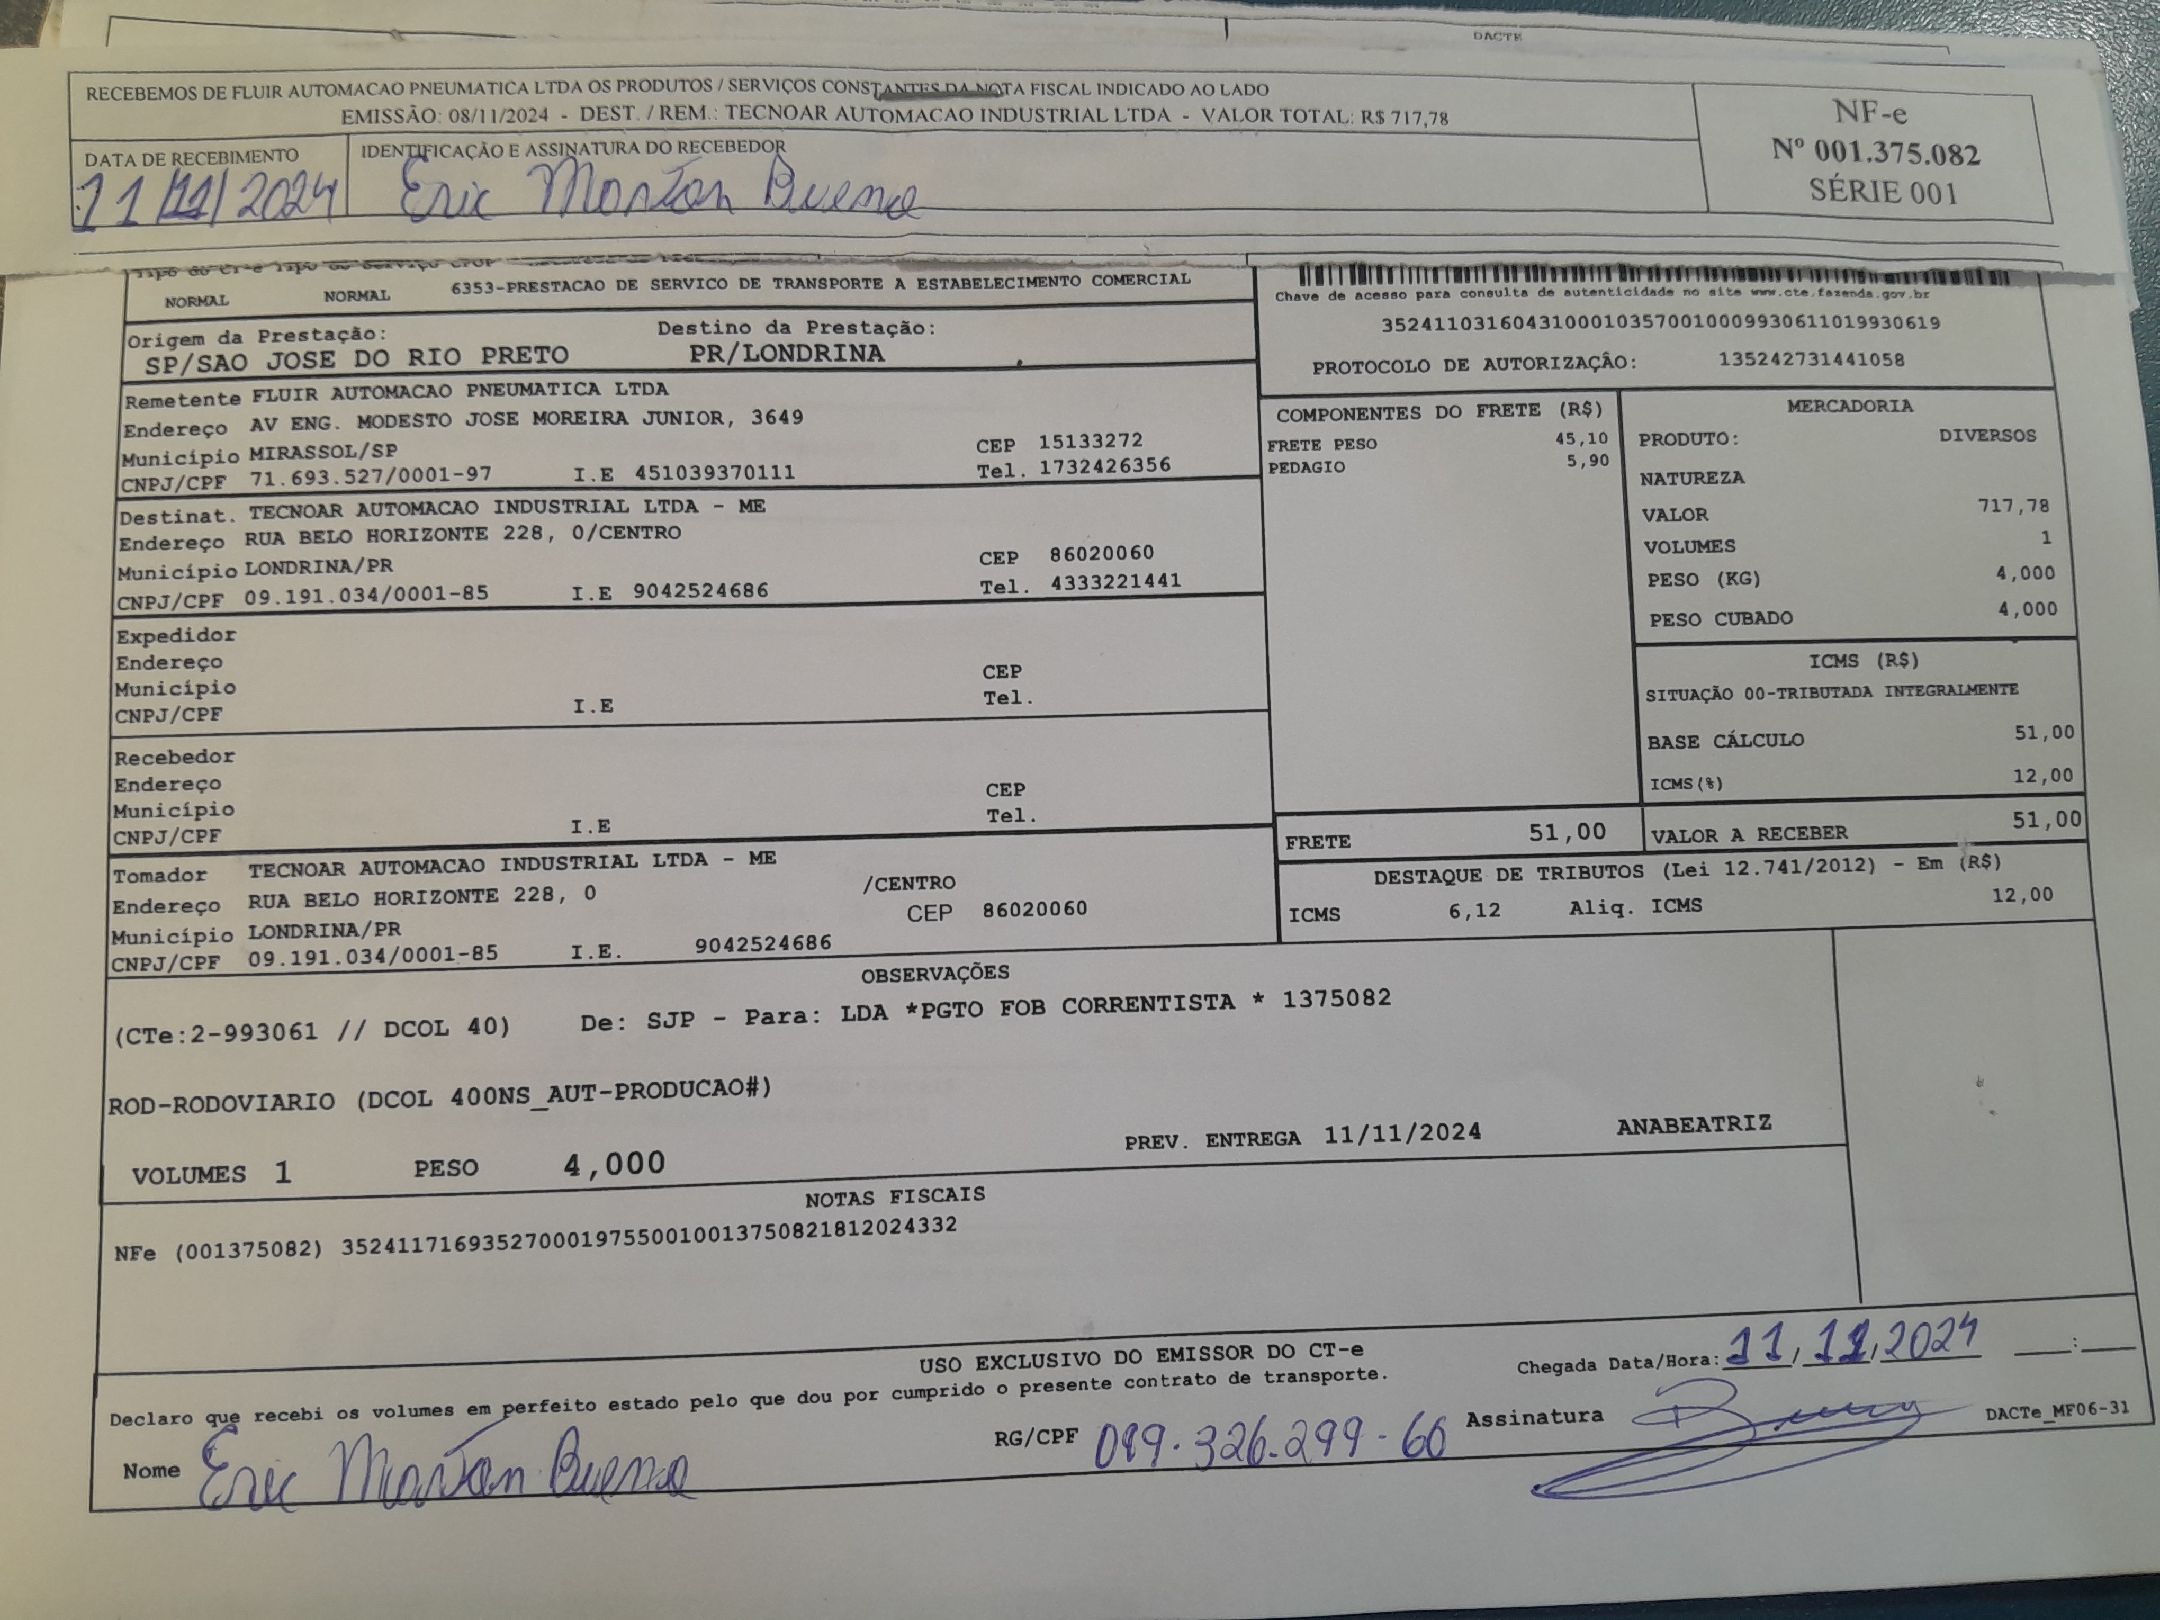 DACTE
RECEBEMOS DE FLUIR AUTOMACAO PNEUMATICA LTDA OS PRODUTOS / SERVIÇOS CONSTANTES DA NOTA FISCAL INDICADO AO LADO
EMISSÃO: 08/11/2024 - DEST. / REM.: TECNOAR AUTOMACAO INDUSTRIAL LTDA - VALOR TOTAL: R$ 717,78
DATA DE RECEBIMENTO
11/11/2024
IDENTIFICAÇÃO E ASSINATURA DO RECEBEDOR
Eric Bueno
NF-e
Nº 001.375.082
SÉRIE 001
Tipo do CT-e Tipo do Serviço CFOP
NORMAL NORMAL 6353-PRESTACAO DE SERVICO DE TRANSPORTE A ESTABELECIMENTO COMERCIAL
Chave de acesso para consulta de autenticidade no site www.cte.fazenda.gov.br
35241103160431000103570010009930611019930619
PROTOCOLO DE AUTORIZAÇÂO: 135242731441058
Origem da Prestação: Destino da Prestação:
SP/SAO JOSE DO RIO PRETO PR/LONDRINA
Remetente FLUIR AUTOMACAO PNEUMATICA LTDA
Endereço AV ENG. MODESTO JOSE MOREIRA JUNIOR, 3649
Município MIRASSOL/SP CEP 15133272
CNPJ/CPF 71.693.527/0001-97 I.E 451039370111 Tel. 1732426356
Destinat. TECNOAR AUTOMACAO INDUSTRIAL LTDA - ME
Endereço RUA BELO HORIZONTE 228, 0/CENTRO
Município LONDRINA/PR CEP 86020060
CNPJ/CPF 09.191.034/0001-85 I.E 9042524686 Tel. 4333221441
Expedidor
Endereço
Município CEP
CNPJ/CPF I.E Tel.
Recebedor
Endereço
Município CEP
CNPJ/CPF I.E Tel.
Tomador TECNOAR AUTOMACAO INDUSTRIAL LTDA - ME
Endereço RUA BELO HORIZONTE 228, 0 /CENTRO
Município LONDRINA/PR CEP 86020060
CNPJ/CPF 09.191.034/0001-85 I.E. 9042524686
COMPONENTES DO FRETE (R$)
FRETE PESO 45,10
PEDAGIO 5,90
MERCADORIA
PRODUTO: DIVERSOS
NATUREZA
VALOR 717,78
VOLUMES 1
PESO (KG) 4,000
PESO CUBADO 4,000
ICMS (R$)
SITUAÇÃO 00-TRIBUTADA INTEGRALMENTE
BASE CÁLCULO 51,00
ICMS(%) 12,00
FRETE 51,00 VALOR A RECEBER 51,00
DESTAQUE DE TRIBUTOS (Lei 12.741/2012) - Em (R$)
ICMS 6,12 Aliq. ICMS 12,00
OBSERVAÇÕES
(CTe:2-993061 // DCOL 40) De: SJP - Para: LDA *PGTO FOB CORRENTISTA * 1375082
ROD-RODOVIARIO (DCOL 400NS_AUT-PRODUCAO#)
VOLUMES 1 PESO 4,000 PREV. ENTREGA 11/11/2024 ANABEATRIZ
NOTAS FISCAIS
NFe (001375082) 35241171693527000197550010013750821812024332
USO EXCLUSIVO DO EMISSOR DO CT-e
Chegada Data/Hora: 11/11/2024 __:__
Declaro que recebi os volumes em perfeito estado pelo que dou por cumprido o presente contrato de transporte.
Nome Eric Bueno RG/CPF Assinatura DACTe_MF06-31